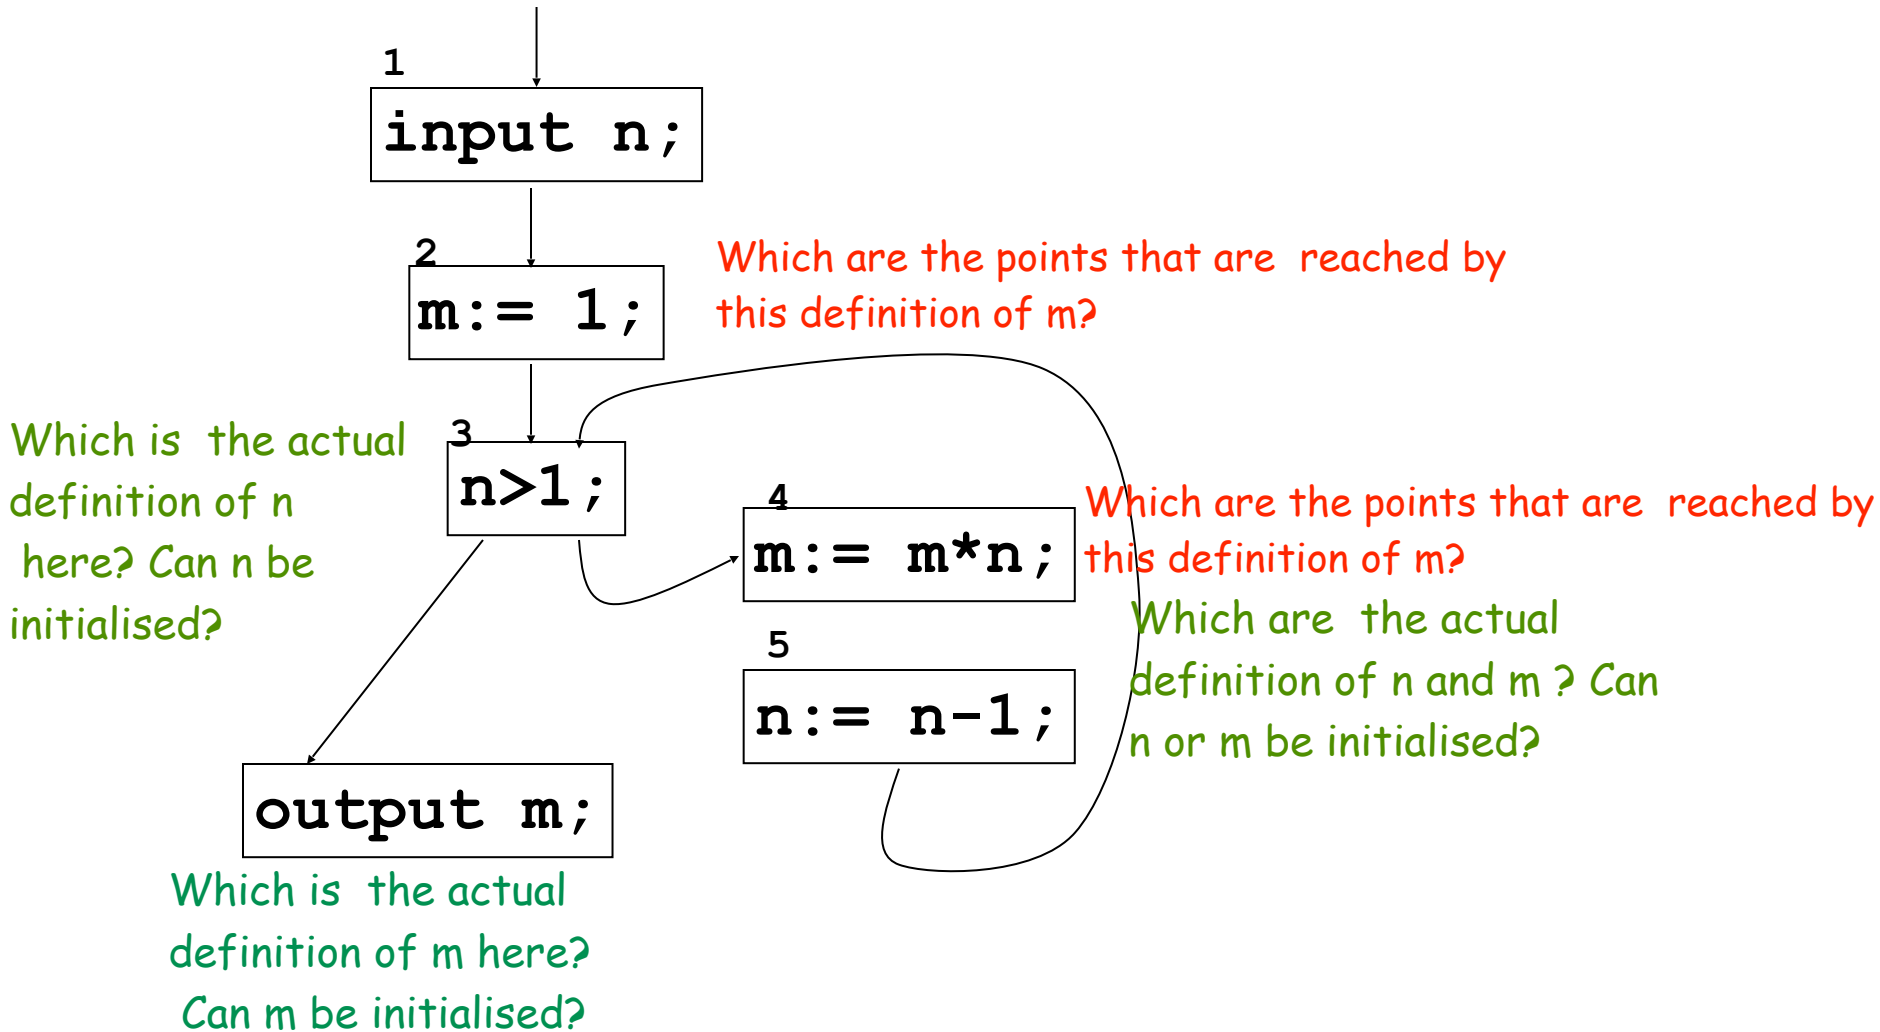 1
input n;
2
m:= 1;
Which are the points that are reached by
this definition of m?
3
n>1;
Which is the actual
definition of n
here? Can n be
initialised?
4
m:= m*n;
Which are the points that are reached by
this definition of m?
Which are the actual
definition of n and m ? Can
n or m be initialised?
5
n:= n-1;
output m;
Which is the actual
definition of m here?
Can m be initialised?